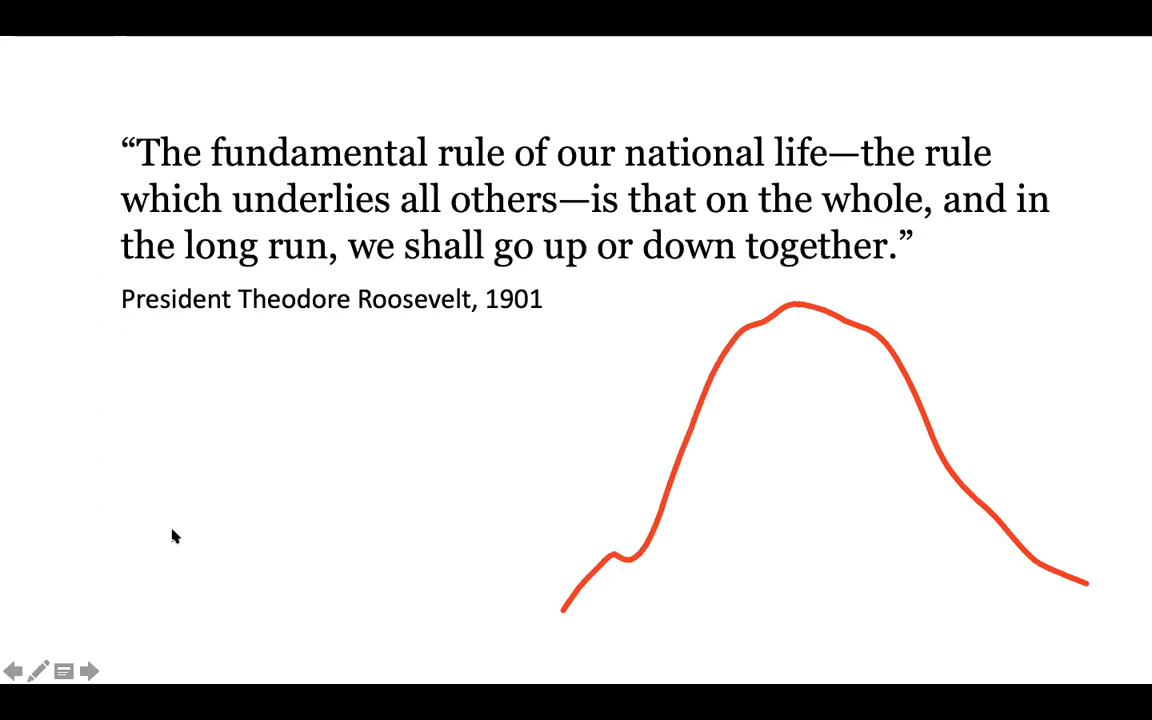 “The fundamental rule of our national life—the rule
which underlies all others—is that on the whole, and in
the long run, we shall go up or down together.”
President Theodore Roosevelt, 1901